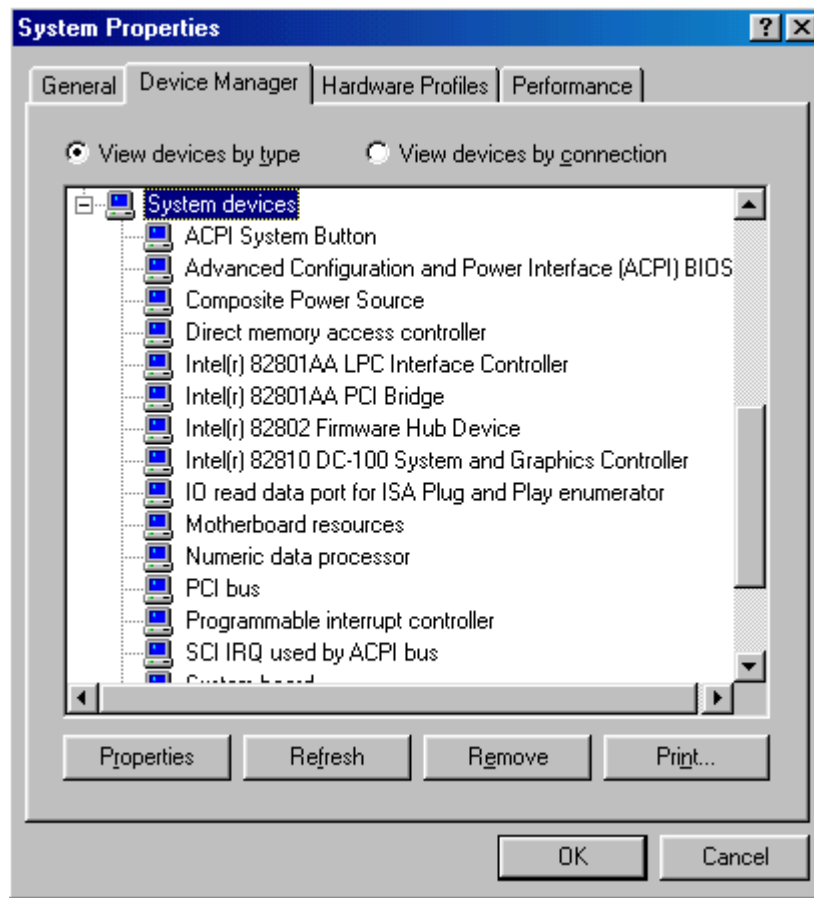 System Properties
General Device Manager Hardware Profiles Performance
View devices by type View devices by connection
System devices
ACPI System Button
Advanced Configuration and Power Interface (ACPI) BIOS
Composite Power Source
Direct memory access controller
Intel(r) 82801AA LPC Interface Controller
Intel(r) 82801AA PCI Bridge
Intel(r) 82802 Firmware Hub Device
Intel(r) 82810 DC-100 System and Graphics Controller
IO read data port for ISA Plug and Play enumerator
Motherboard resources
Numeric data processor
PCI bus
Programmable interrupt controller
SCI IRQ used by ACPI bus
System board
Properties Refresh Remove Print...
OK Cancel